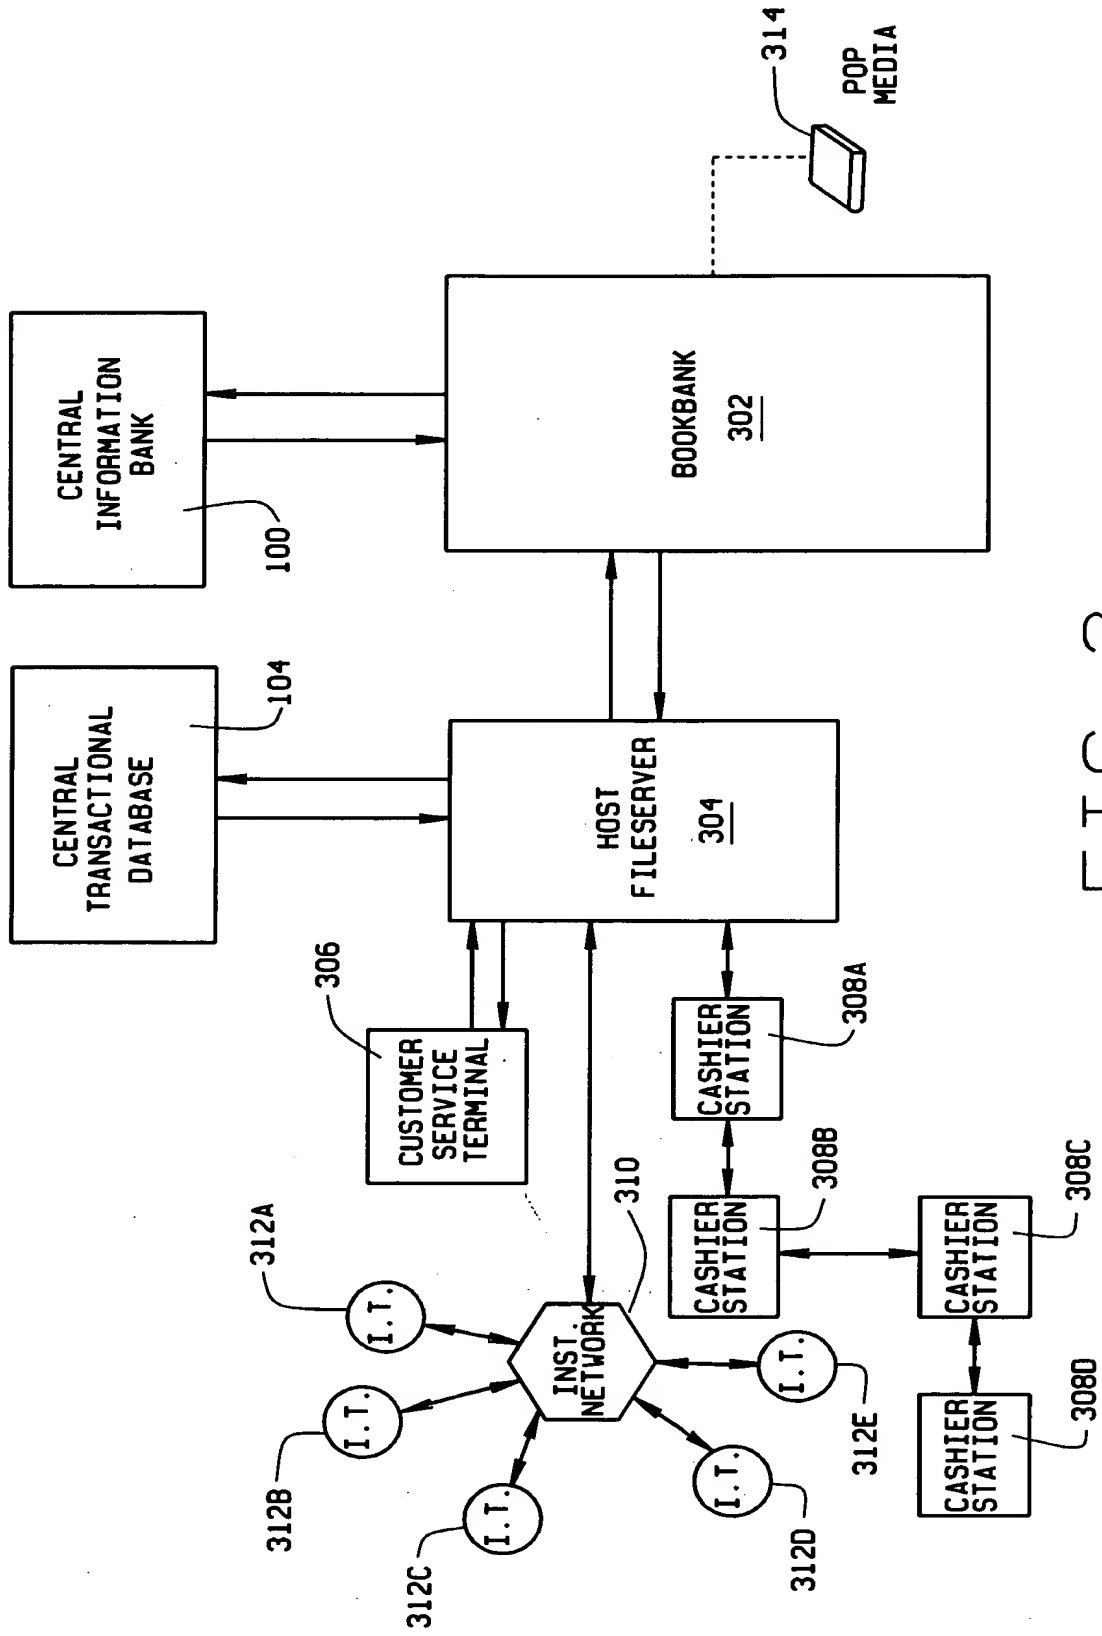 CENTRAL
INFORMATION
BANK
100
CENTRAL
TRANSACTIONAL
DATABASE
104
BOOKBANK
302
314
POP
MEDIA
HOST
FILESERVER
304
306
CUSTOMER
SERVICE
TERMINAL
CASHIER
STATION
308A
CASHIER
STATION
308B
CASHIER
STATION
308C
CASHIER
STATION
308D
INST.
NETWORK
310
I.T.
312A
I.T.
312B
I.T.
312C
I.T.
312D
I.T.
312E